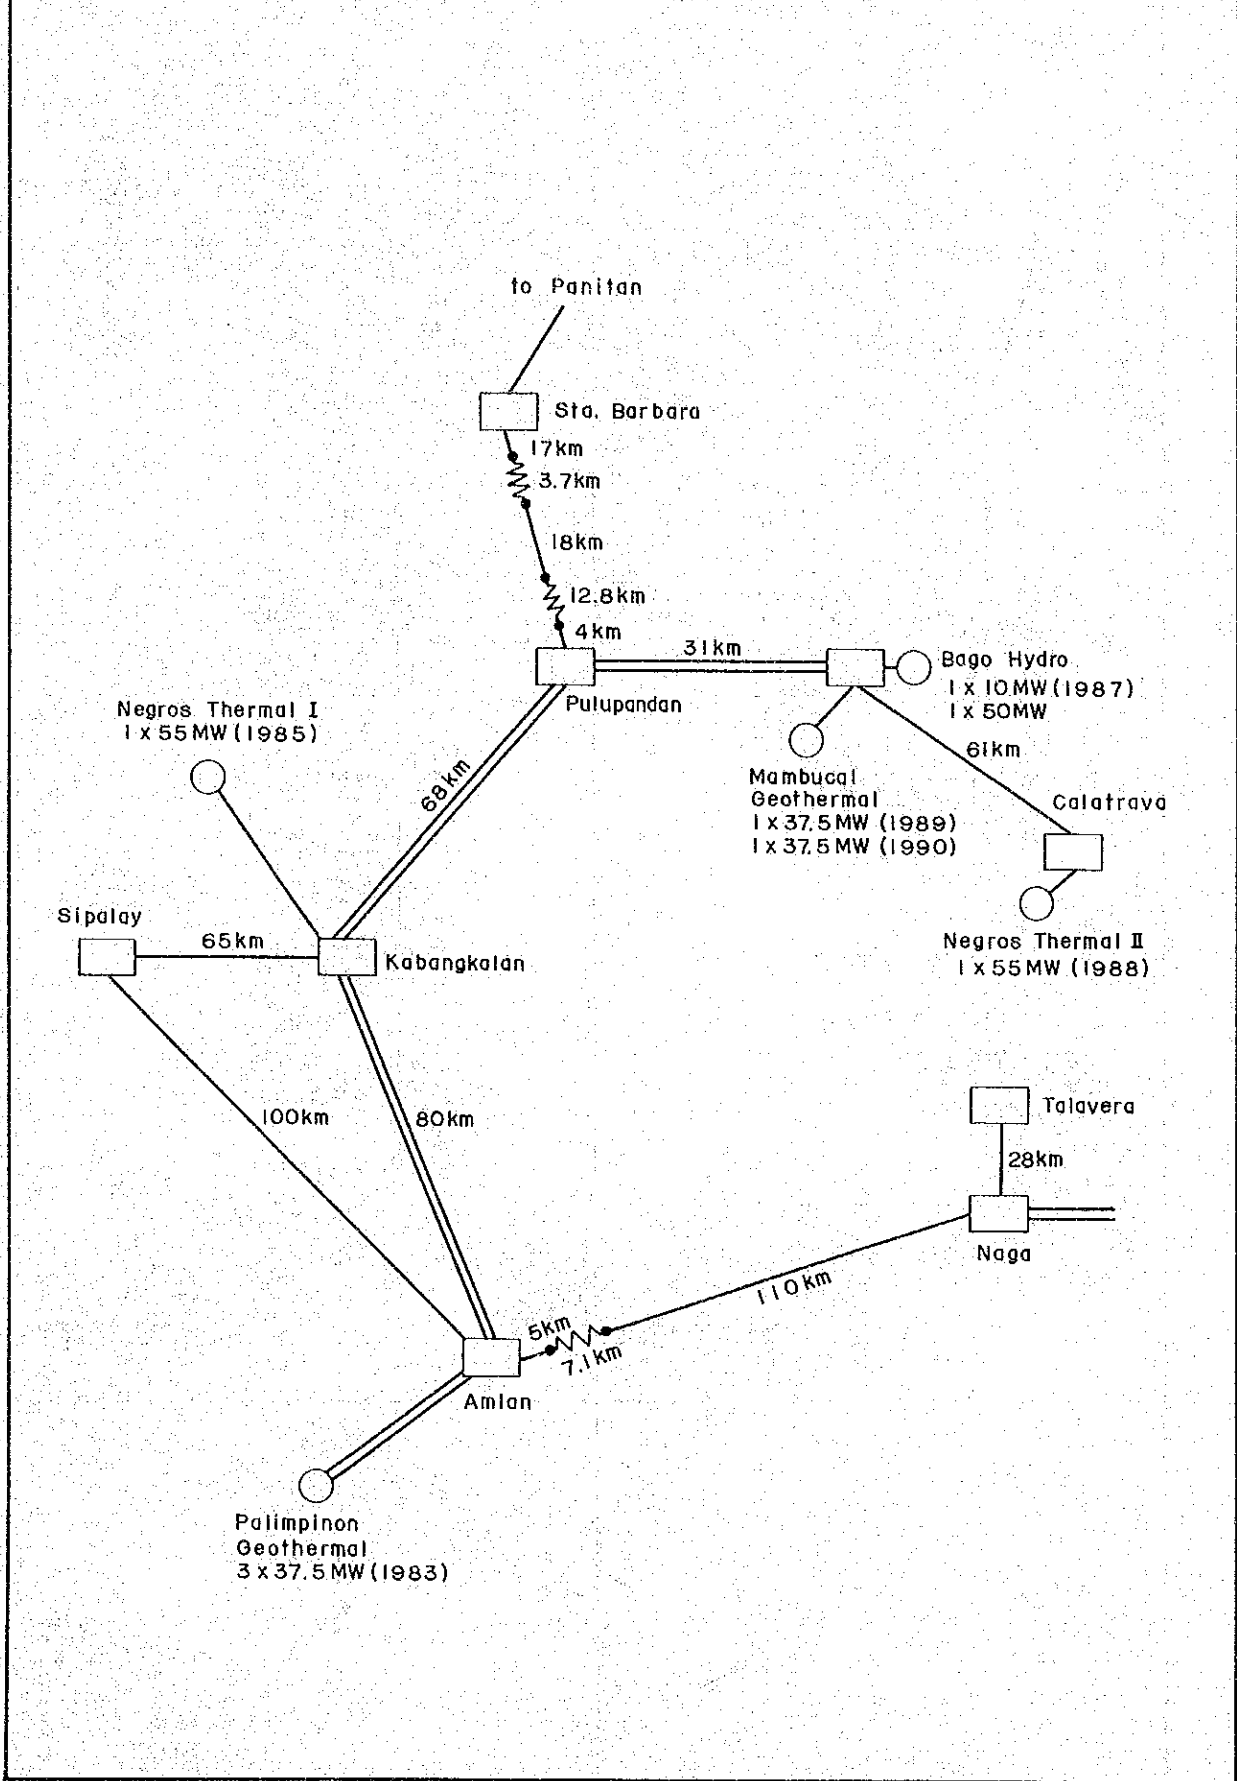 to Panitan
Sta. Barbara
17km
3.7km
18km
12.8km
4km
31km
Bago Hydro
1 x 10MW (1987)
1 x 50MW
Pulupandan
Negros Thermal I
1 x 55MW (1985)
68km
61km
Mambucal
Geothermal
1 x 37.5MW (1989)
1 x 37.5MW (1990)
Calatrava
Sipalay
65km
Kabangkalan
Negros Thermal II
1 x 55MW (1988)
100km
80km
Talavera
28km
Naga
110km
5km
7.1km
Amlan
Palimpinon
Geothermal
3 x 37.5MW (1983)